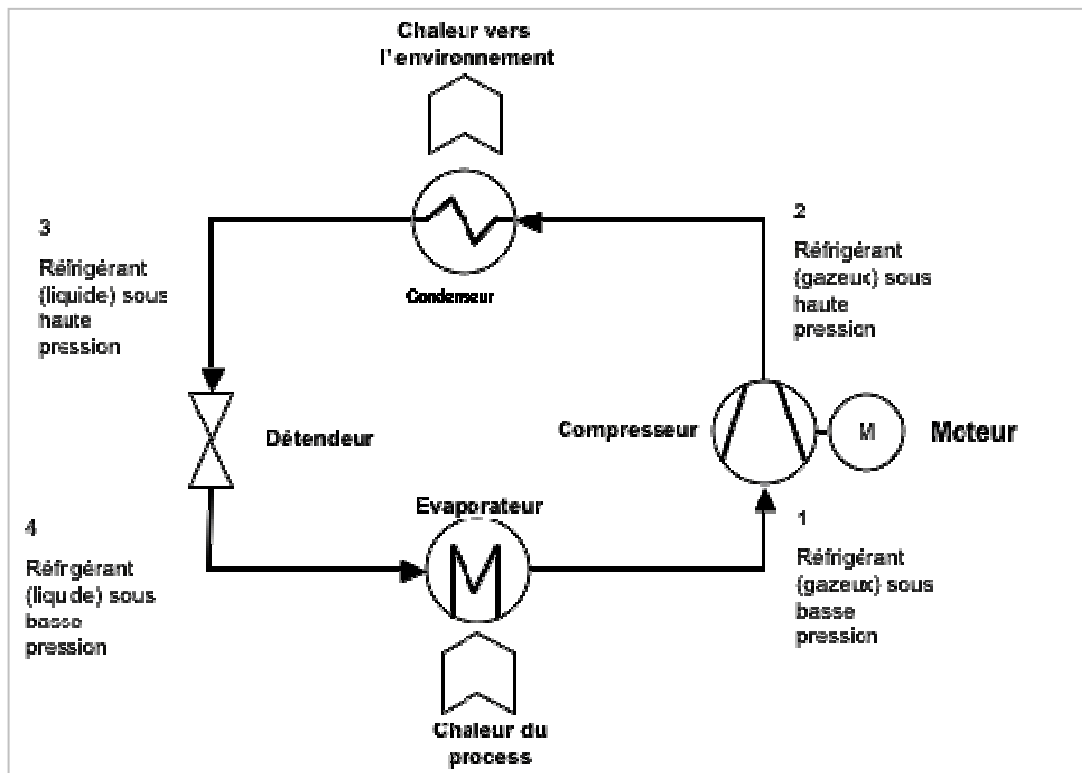 Chaleur vers
l'environnement
3
Réfrigérant
(liquide) sous
haute
pression
Condenseur
2
Réfrigérant
(gazeux) sous
haute
pression
Détendeur
Compresseur
M
Moteur
Evaporateur
4
Réfrigérant
(liquide) sous
basse
pression
1
Réfrigérant
(gazeux) sous
basse
pression
Chaleur du
process